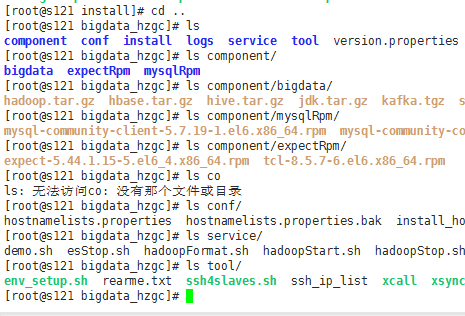 [root@s121 install]# cd ..
[root@s121 bigdata_hzgc]# ls
component conf install logs service tool version.properties
[root@s121 bigdata_hzgc]# ls component/
bigdata expectRpm mysqlRpm
[root@s121 bigdata_hzgc]# ls component/bigdata/
hadoop.tar.gz hbase.tar.gz hive.tar.gz jdk.tar.gz kafka.tgz s
[root@s121 bigdata_hzgc]# ls component/mysqlRpm/
mysql-community-client-5.7.19-1.el6.x86_64.rpm mysql-community-co
[root@s121 bigdata_hzgc]# ls component/expectRpm/
expect-5.44.1.15-5.el6_4.x86_64.rpm tcl-8.5.7-6.el6.x86_64.rpm
[root@s121 bigdata_hzgc]# ls co
ls: 无法访问co: 没有那个文件或目录
[root@s121 bigdata_hzgc]# ls conf/
hostnamelists.properties hostnamelists.properties.bak install_ho
[root@s121 bigdata_hzgc]# ls service/
demo.sh esStop.sh hadoopFormat.sh hadoopStart.sh hadoopStop.sh
[root@s121 bigdata_hzgc]# ls tool/
env_setup.sh rearme.txt ssh4slaves.sh ssh_ip_list xcall xsync
[root@s121 bigdata_hzgc]#